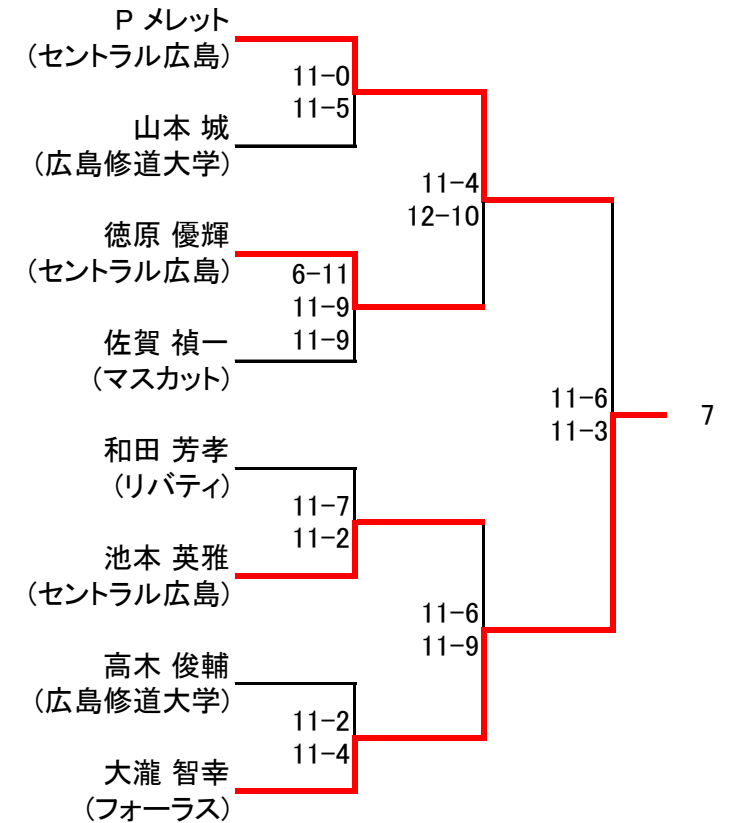 P メレット
(セントラル広島)
11-0
11-5
山本 城
(広島修道大学)
11-4
12-10
徳原 優輝
(セントラル広島)
6-11
11-9
11-9
佐賀 禎一
(マスカット)
11-6
11-3
7
和田 芳孝
(リバティ)
11-7
11-2
池本 英雅
(セントラル広島)
11-6
11-9
高木 俊輔
(広島修道大学)
11-2
11-4
大瀧 智幸
(フォーラス)